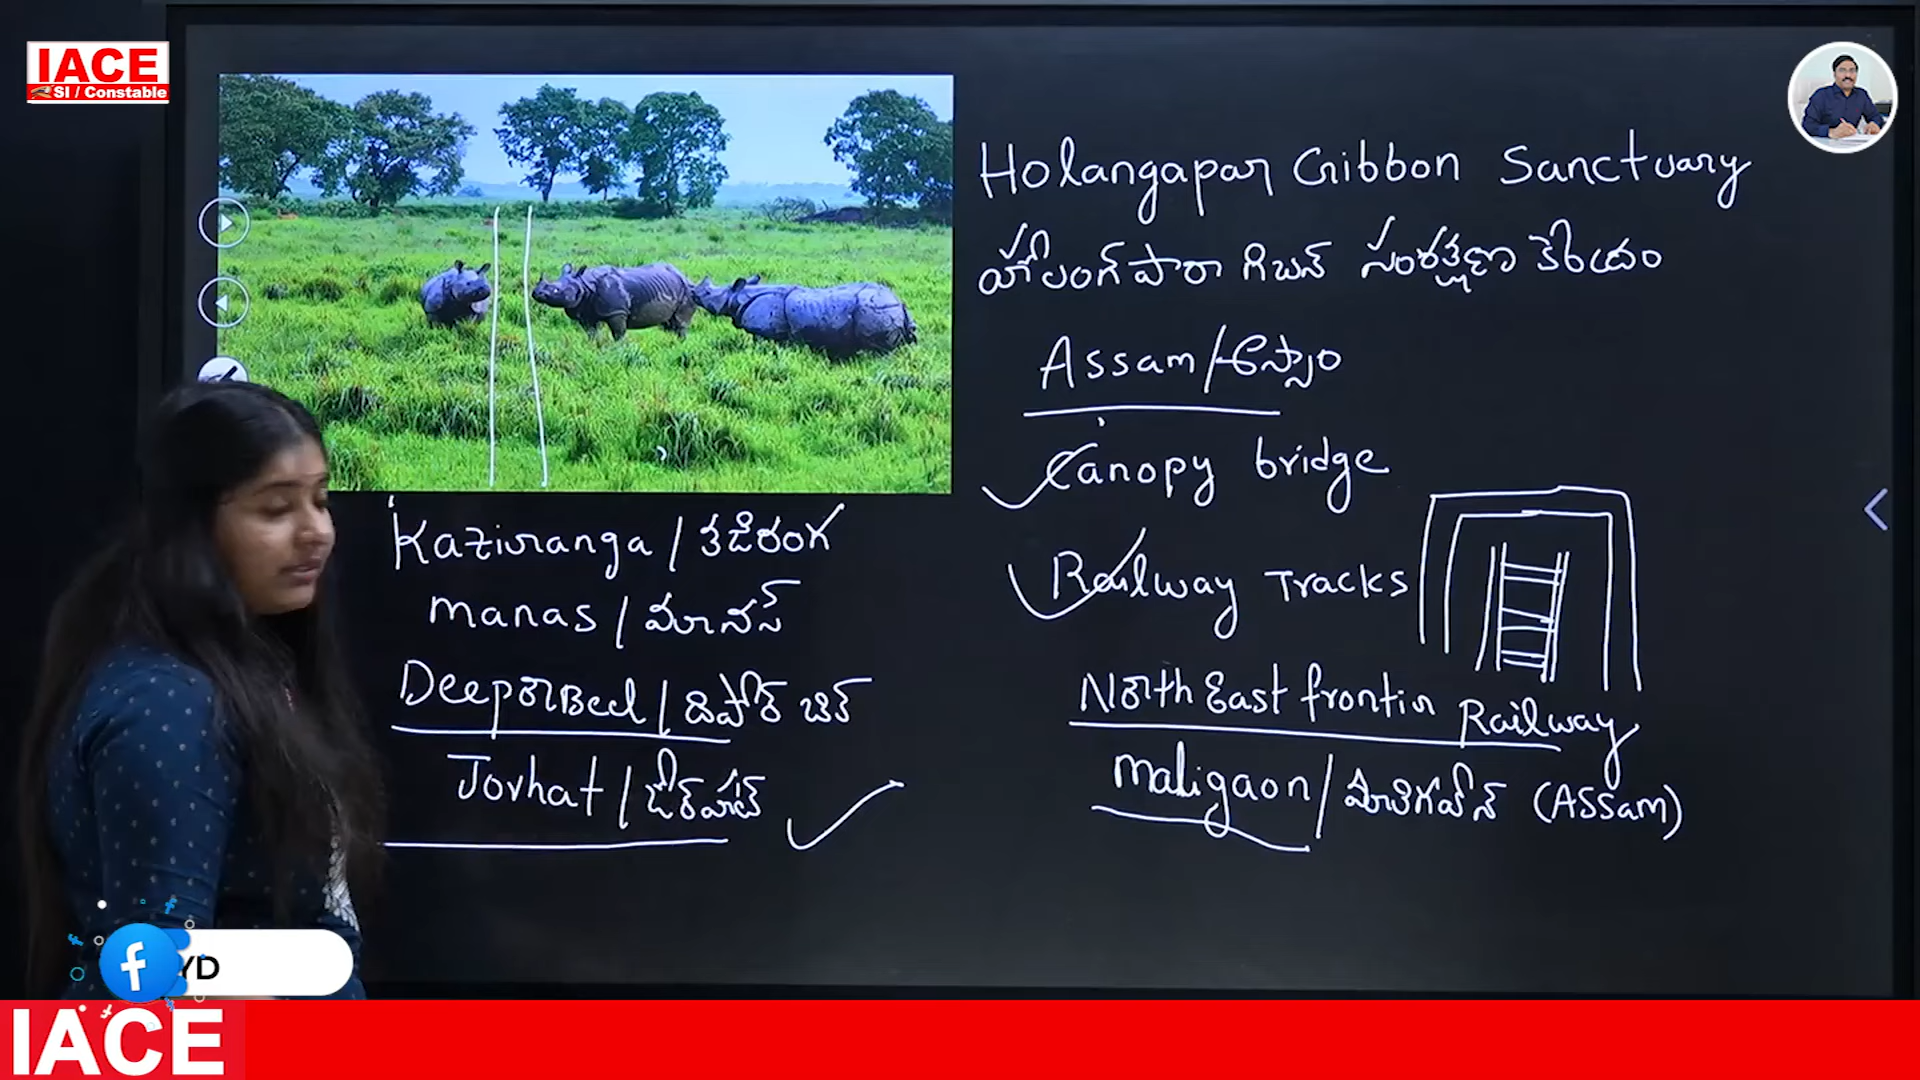 IACE
SI / Constable
Holangapar Gibbon Sanctuary
హోలంగ్ పారా గిబన్ సంరక్షణా కేంద్రం
Assam/అస్సాం
Canopy bridge
Railway Tracks
North East frontier Railway
Maligaon/మాలిగావ్ (ASSam)
Kaziranga/కజిరంగ
manas/మానస్
DeeporBeel/దిపోర్ బిల్
Jorhat/జోర్హాట్
YD
IACE